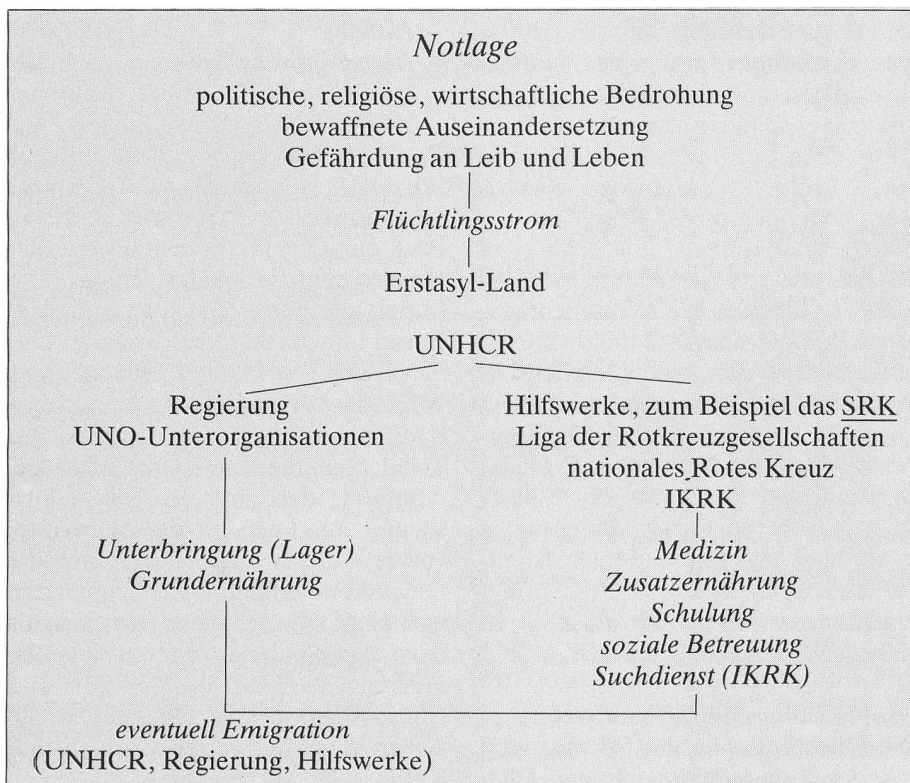 Notlage
politische, religiöse, wirtschaftliche Bedrohung
bewaffnete Auseinandersetzung
Gefährdung an Leib und Leben
Flüchtlingsstrom
Erstasyl-Land
UNHCR
Regierung
UNO-Unterorganisationen
Hilfswerke, zum Beispiel das SRK
Liga der Rotkreuzgesellschaften
nationales Rotes Kreuz
IKRK
Unterbringung (Lager)
Grundernährung
Medizin
Zusatzernährung
Schulung
soziale Betreuung
Suchdienst (IKRK)
eventuell Emigration
(UNHCR, Regierung, Hilfswerke)